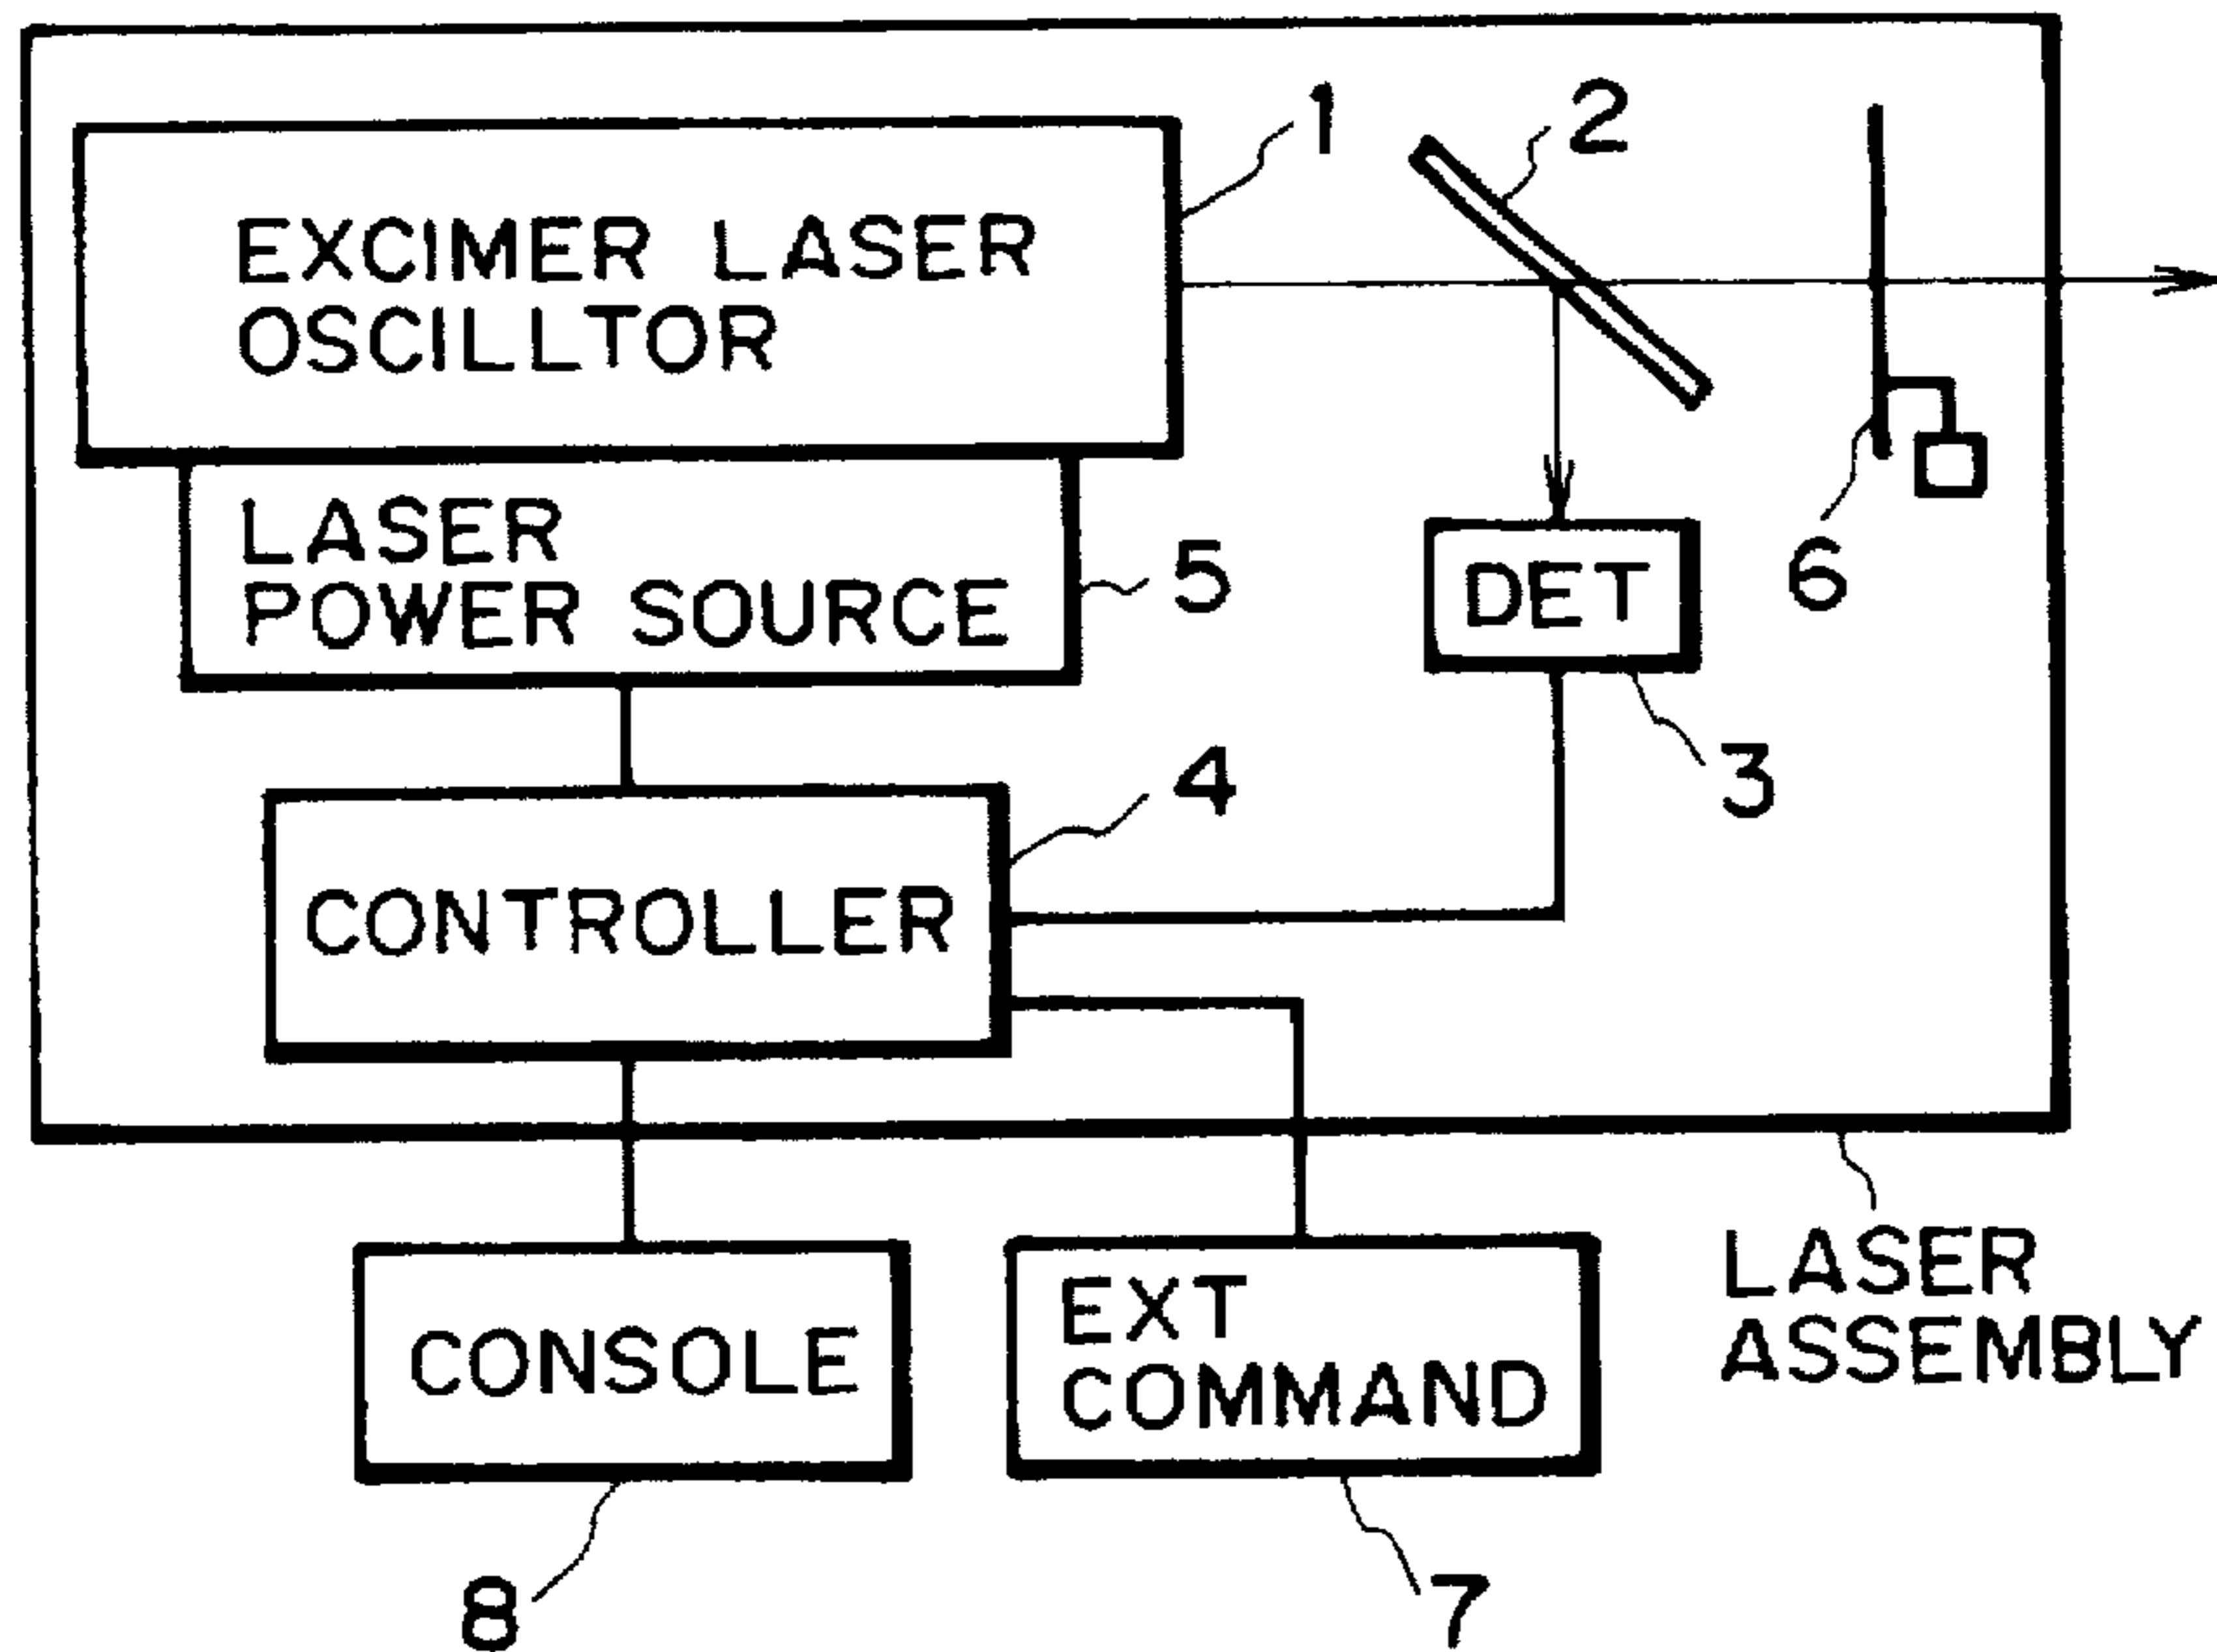 1
2
EXCIMER LASER
OSCILLTOR
LASER
POWER SOURCE
5
DET
6
3
4
CONTROLLER
CONSOLE
EXT
COMMAND
LASER
ASSEMBLY
8
7